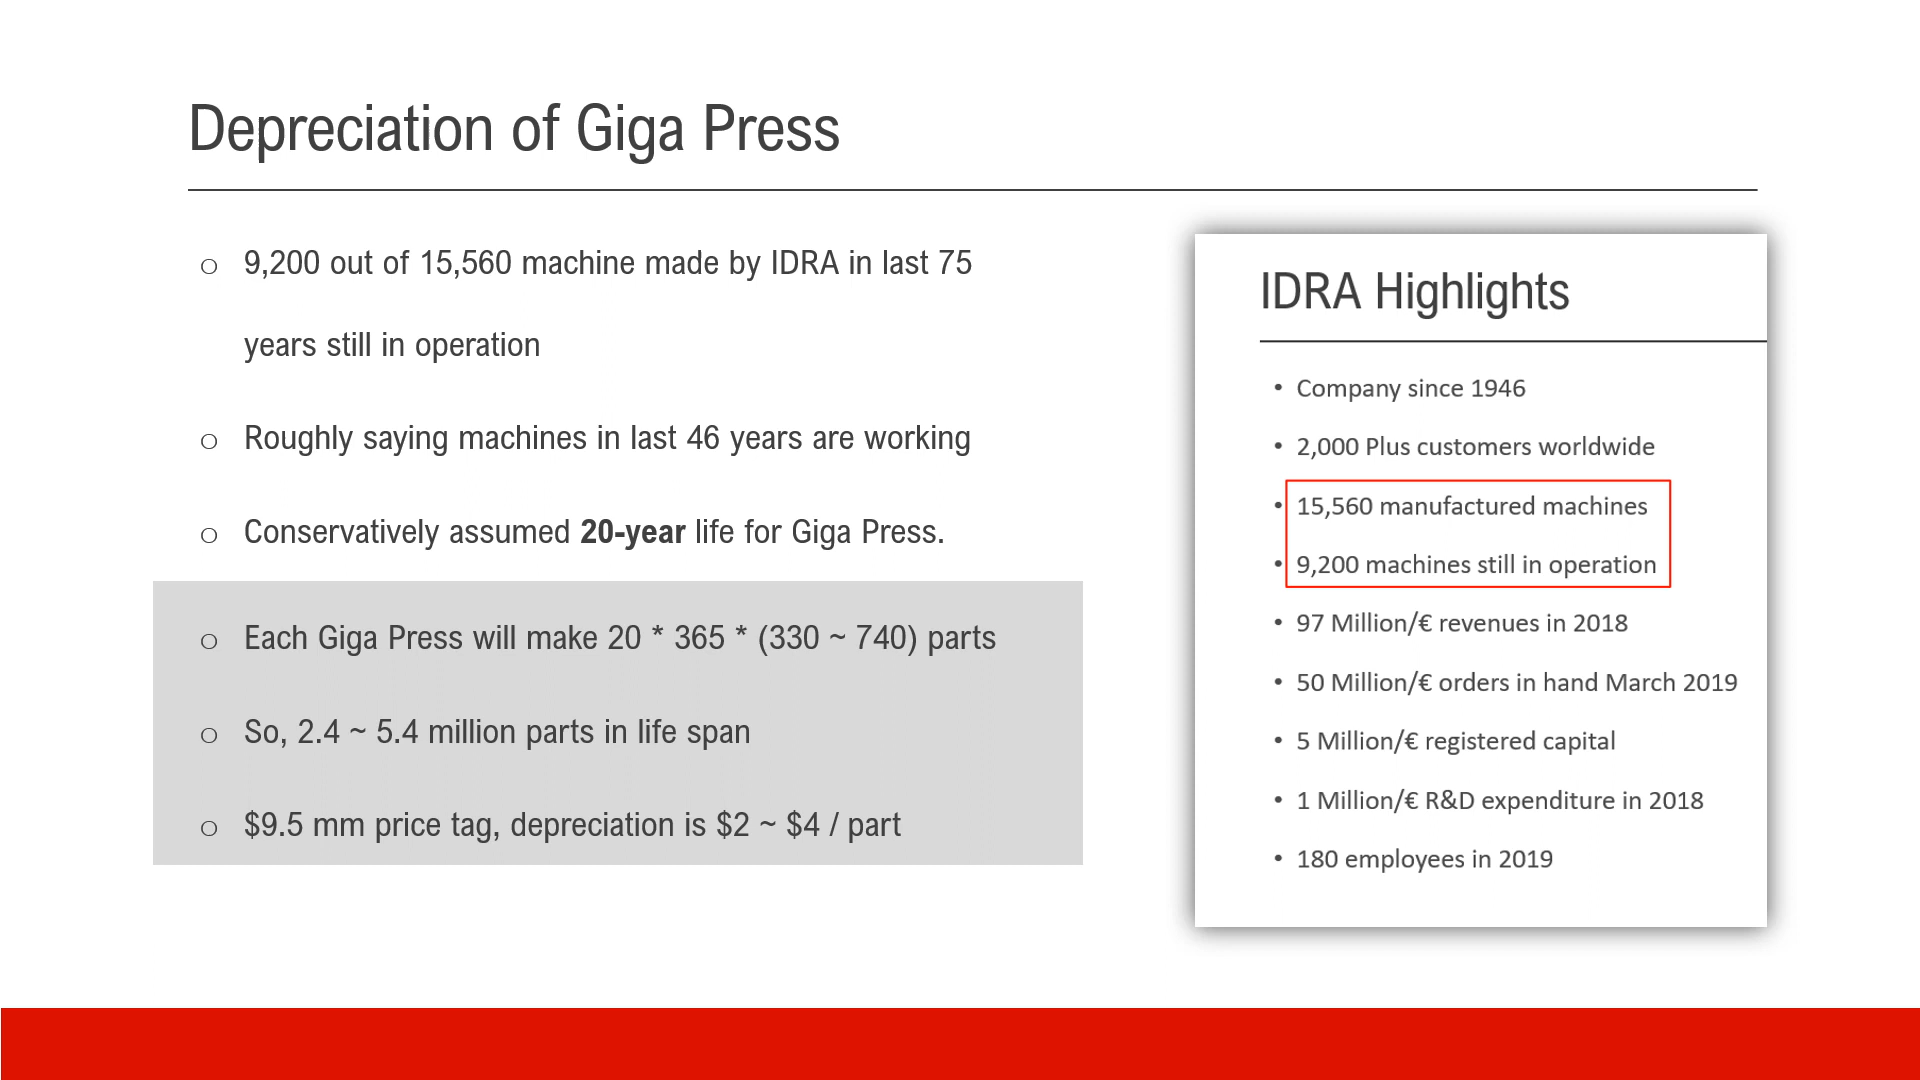 Depreciation of Giga Press
o 9,200 out of 15,560 machine made by IDRA in last 75
years still in operation
o Roughly saying machines in last 46 years are working
o Conservatively assumed 20-year life for Giga Press.
o Each Giga Press will make 20 * 365 * (330 ~ 740) parts
o So, 2.4 ~ 5.4 million parts in life span
o $9.5 mm price tag, depreciation is $2 ~ $4 / part
IDRA Highlights
• Company since 1946
• 2,000 Plus customers worldwide
• 15,560 manufactured machines
• 9,200 machines still in operation
• 97 Million/€ revenues in 2018
• 50 Million/€ orders in hand March 2019
• 5 Million/€ registered capital
• 1 Million/€ R&D expenditure in 2018
• 180 employees in 2019